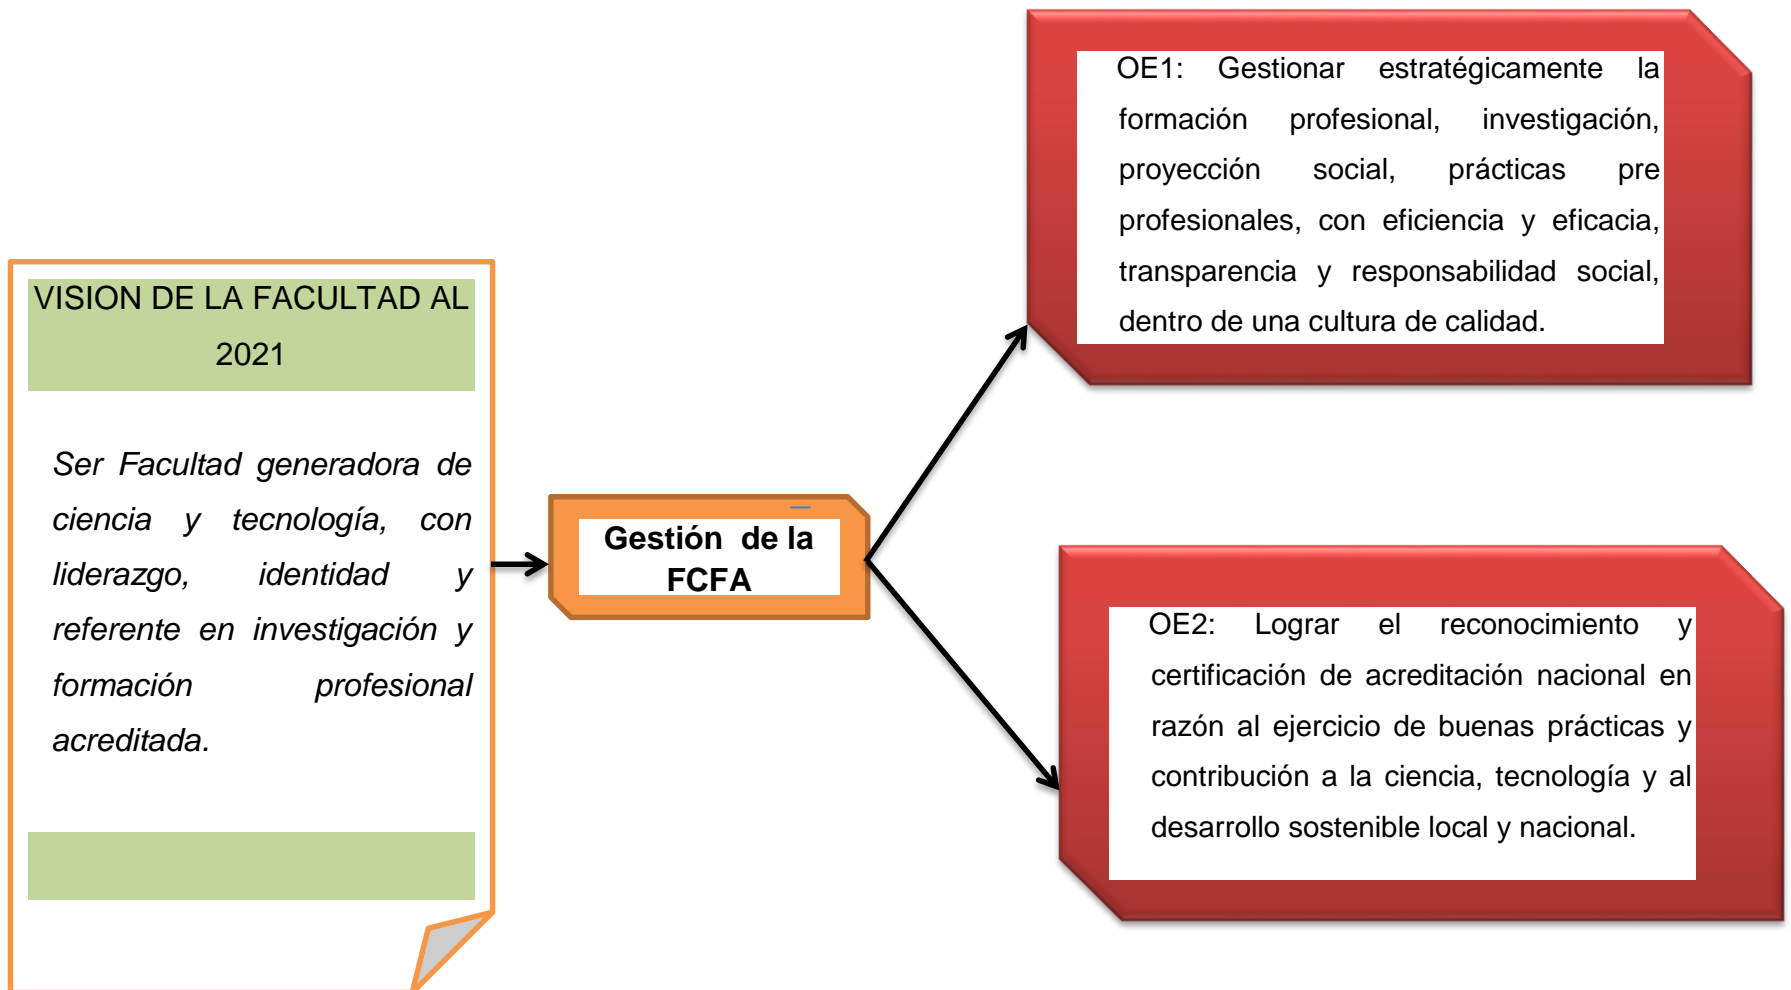 VISION DE LA FACULTAD AL
2021
Ser Facultad generadora de
ciencia y tecnología, con
liderazgo, identidad y
referente en investigación y
formación profesional
acreditada.
Gestión de la
FCFA
OE1: Gestionar estratégicamente la
formación profesional, investigación,
proyección social, prácticas pre
profesionales, con eficiencia y eficacia,
transparencia y responsabilidad social,
dentro de una cultura de calidad.
OE2: Lograr el reconocimiento y
certificación de acreditación nacional en
razón al ejercicio de buenas prácticas y
contribución a la ciencia, tecnología y al
desarrollo sostenible local y nacional.